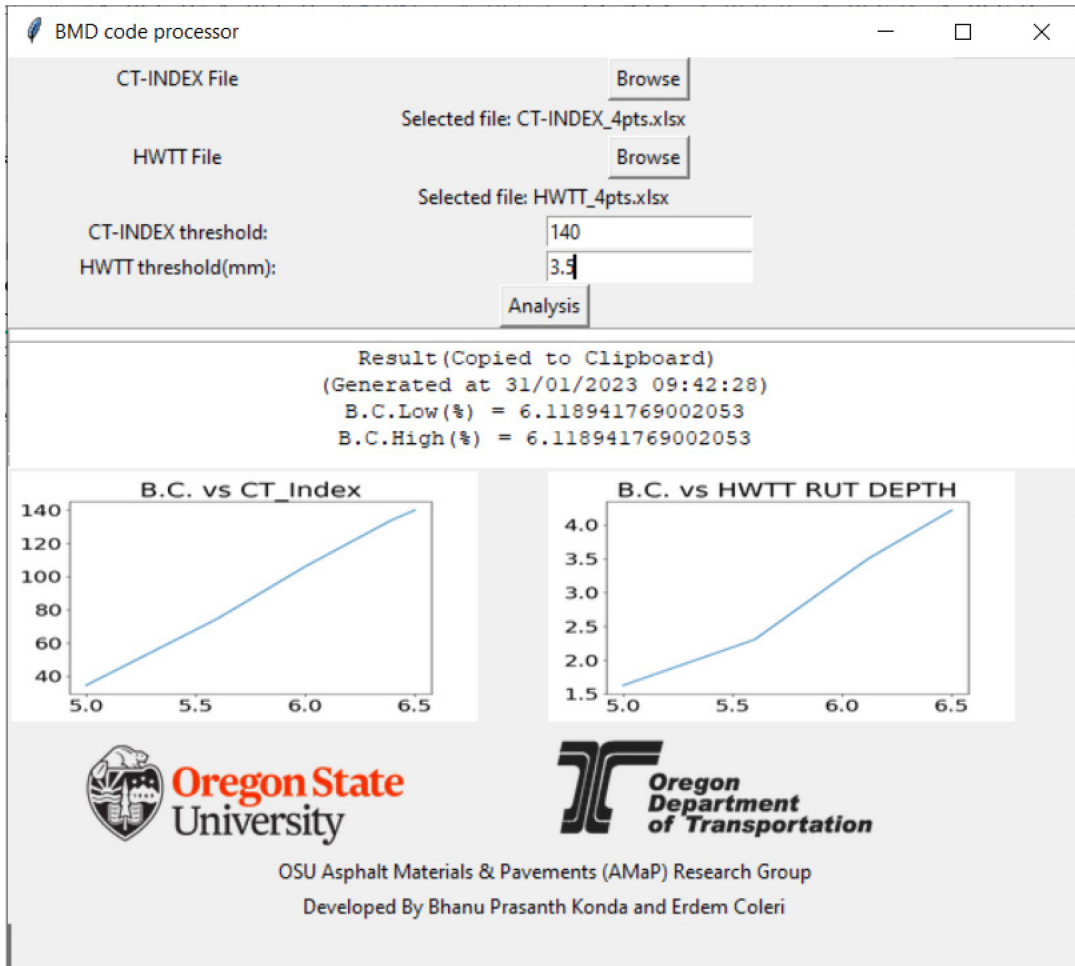 BMD code processor
CT-INDEX File
Browse
Selected file: CT-INDEX_4pts.xlsx
HWTT File
Browse
Selected file: HWTT_4pts.xlsx
CT-INDEX threshold:
140
HWTT threshold(mm):
3.5
Analysis
Result(Copied to Clipboard)
(Generated at 31/01/2023 09:42:28)
B.C.Low(%) = 6.118941769002053
B.C.High(%) = 6.118941769002053
B.C. vs CT_Index
140
120
100
80
60
40
5.0 5.5 6.0 6.5
B.C. vs HWTT RUT DEPTH
4.0
3.5
3.0
2.5
2.0
1.5
5.0 5.5 6.0 6.5
Oregon State
University
Oregon
Department
of Transportation
OSU Asphalt Materials & Pavements (AMaP) Research Group
Developed By Bhanu Prasanth Konda and Erdem Coleri